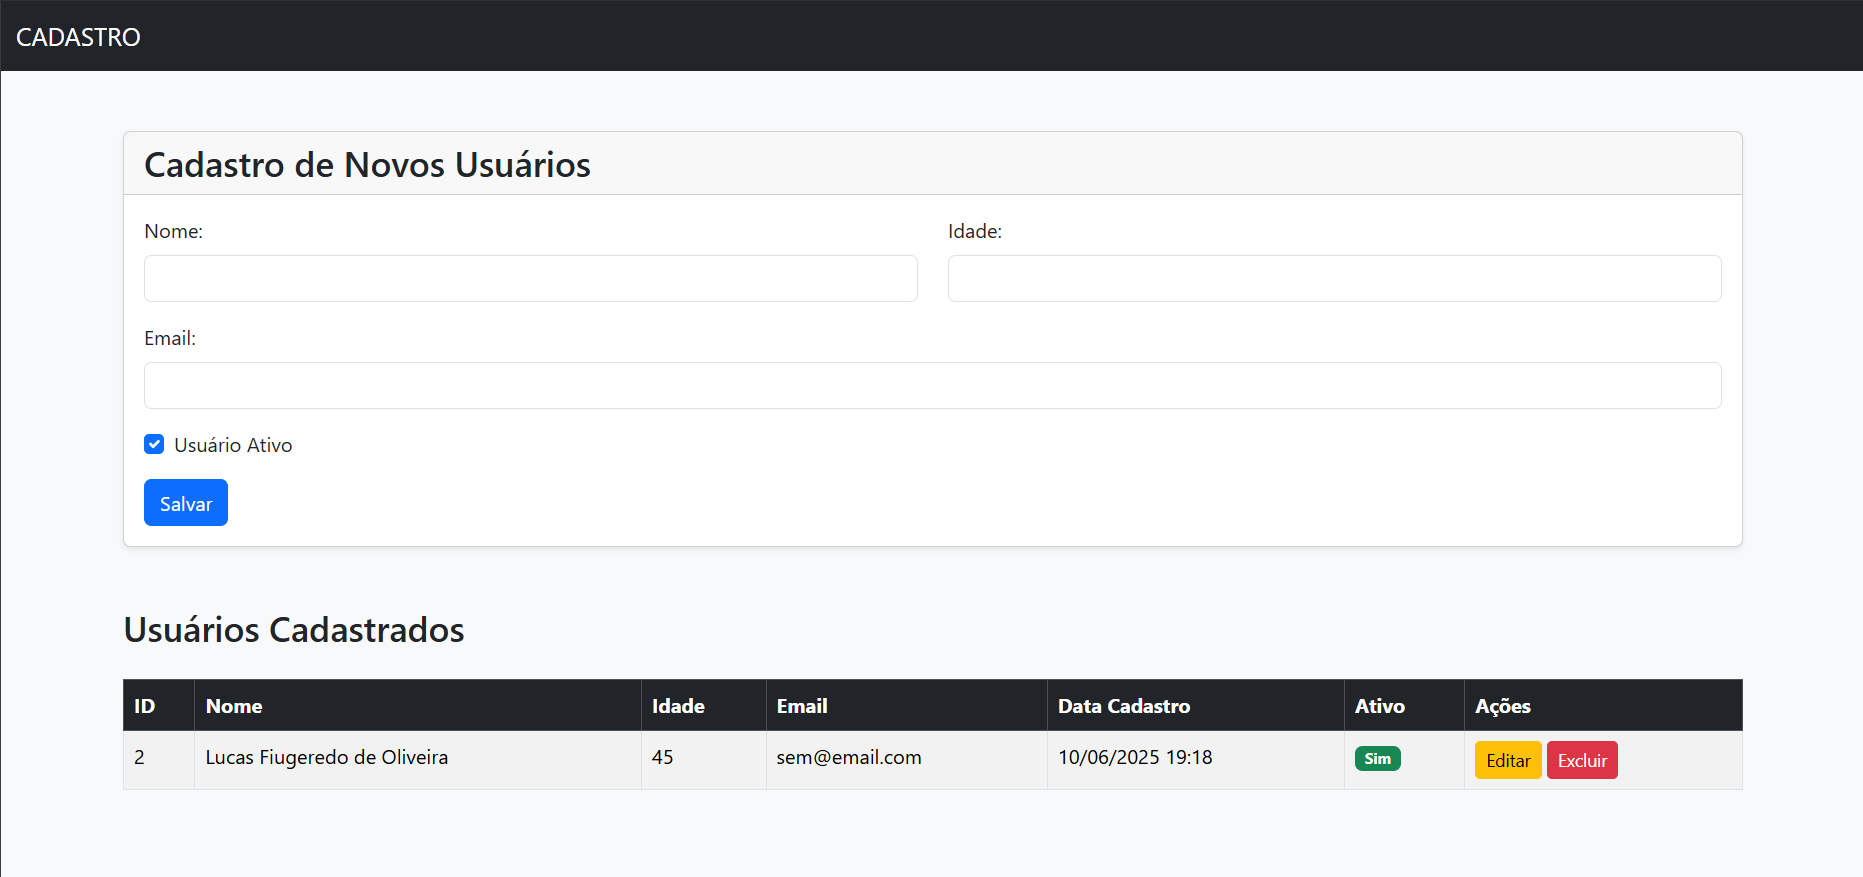 CADASTRO
Cadastro de Novos Usuários
Nome: Idade:
Email:
Usuário Ativo
Salvar
Usuários Cadastrados
ID Nome Idade Email Data Cadastro Ativo Ações
2 Lucas Fiugeredo de Oliveira 45 sem@email.com 10/06/2025 19:18 Sim Editar Excluir